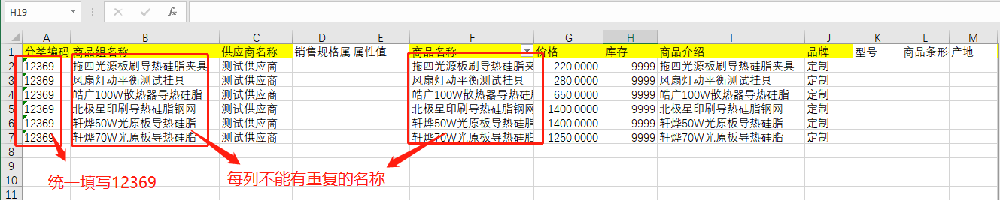 H19
fx
A B C D E F G H I J K L M
1 分类编码 商品组名称 供应商名称 销售规格属 属性值 商品名称 价格 库存 商品介绍 品牌 型号 商品条形 产地
2 12369 拖四光源板刷导热硅脂夹具 测试供应商 拖四光源板刷导热硅脂夹 220.0000 9999 拖四光源板刷导热硅脂夹具 定制
3 12369 风扇灯动平衡测试挂具 测试供应商 风扇灯动平衡测试挂具 280.0000 9999 风扇灯动平衡测试挂具 定制
4 12369 皓广100W散热器导热硅脂 测试供应商 皓广100W散热器导热硅脂 650.0000 9999 皓广100W散热器导热硅脂 定制
5 12369 北极星印刷导热硅脂钢网 测试供应商 北极星印刷导热硅脂钢网 1400.0000 9999 北极星印刷导热硅脂钢网 定制
6 12369 轩烨50W光原板导热硅脂 测试供应商 轩烨50W光原板导热硅脂 1400.0000 9999 轩烨50W光原板导热硅脂 定制
7 12369 轩烨70W光原板导热硅脂 测试供应商 轩烨70W光原板导热硅脂 1250.0000 9999 轩烨70W光原板导热硅脂 定制
8
9
10
11
统一填写12369
每列不能有重复的名称